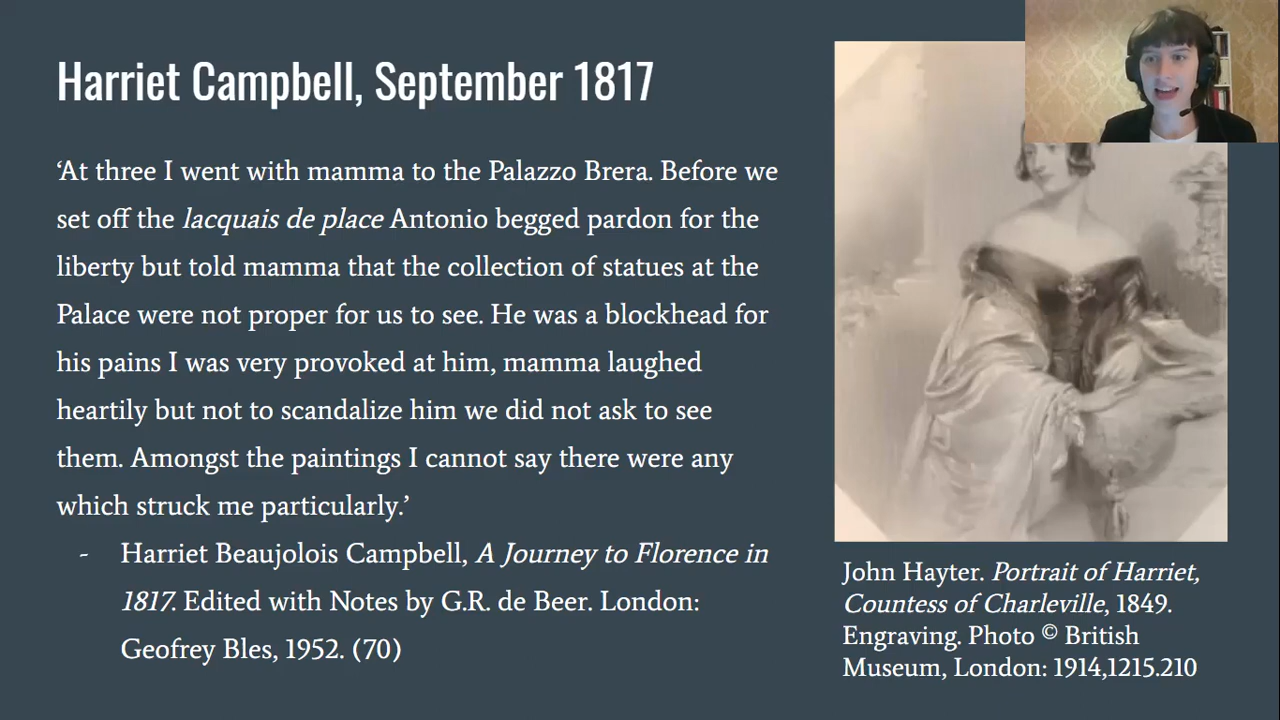 Harriet Campbell, September 1817
‘At three I went with mamma to the Palazzo Brera. Before we
set off the lacquais de place Antonio begged pardon for the
liberty but told mamma that the collection of statues at the
Palace were not proper for us to see. He was a blockhead for
his pains I was very provoked at him, mamma laughed
heartily but not to scandalize him we did not ask to see
them. Amongst the paintings I cannot say there were any
which struck me particularly.’
- Harriet Beaujolois Campbell, A Journey to Florence in
1817. Edited with Notes by G.R. de Beer. London:
Geofrey Bles, 1952. (70)
John Hayter. Portrait of Harriet,
Countess of Charleville, 1849.
Engraving. Photo © British
Museum, London: 1914,1215.210